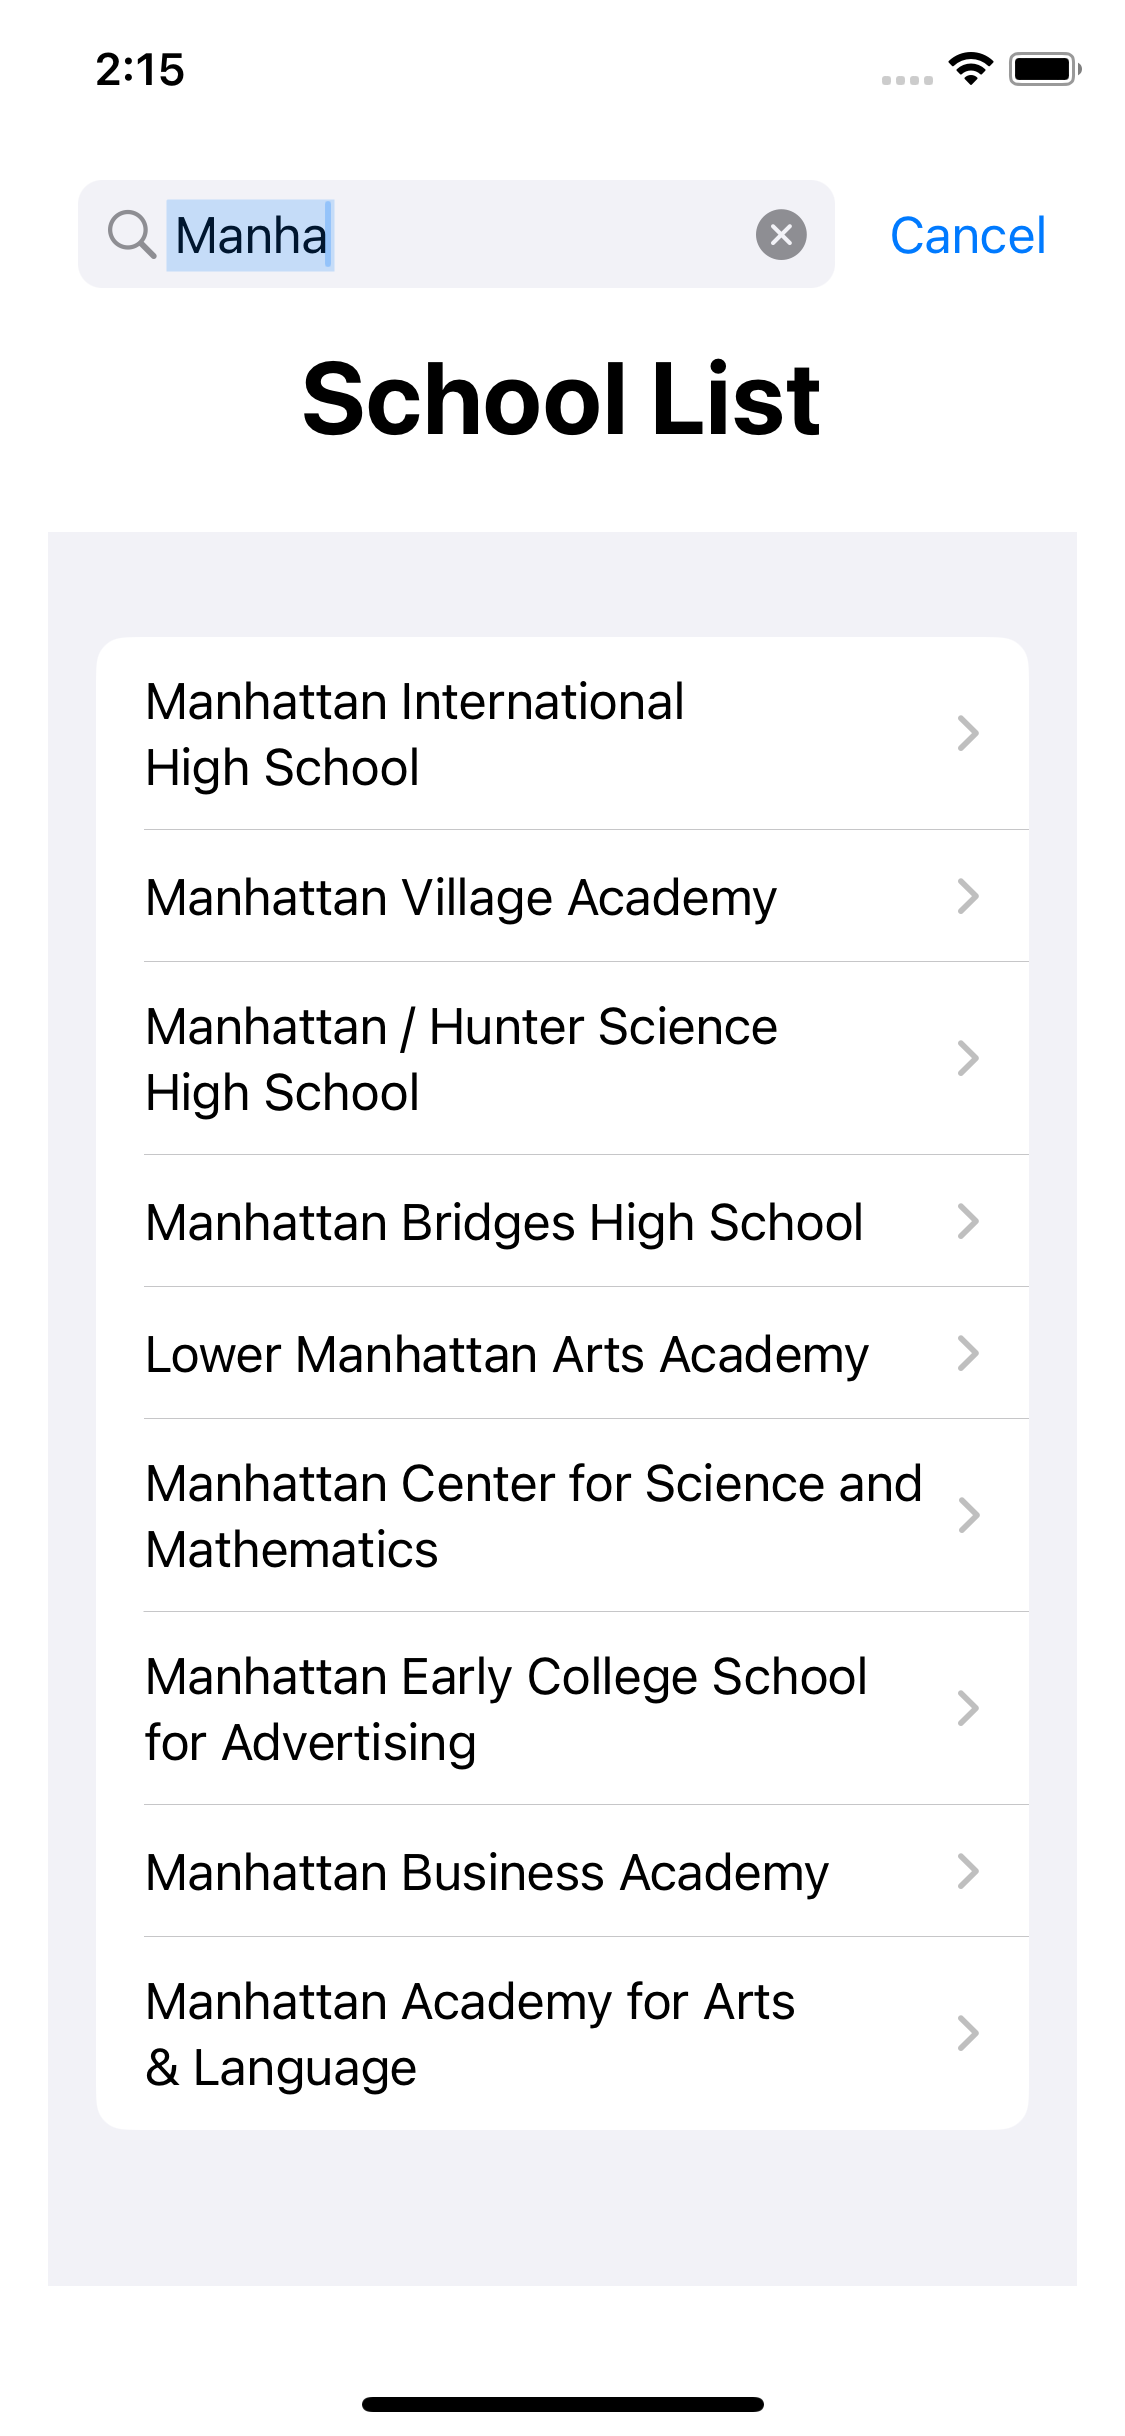 2:15
Manha
Cancel
School List
Manhattan International
High School
Manhattan Village Academy
Manhattan / Hunter Science
High School
Manhattan Bridges High School
Lower Manhattan Arts Academy
Manhattan Center for Science and
Mathematics
Manhattan Early College School
for Advertising
Manhattan Business Academy
Manhattan Academy for Arts
& Language